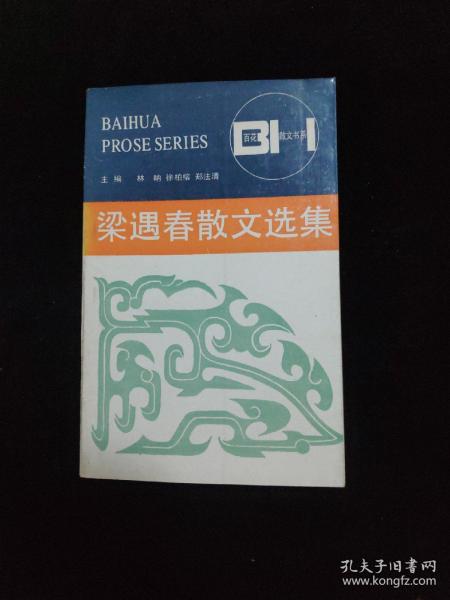 BAIHUA
PROSE SERIES
BH
百花
散文书系
主编 林呐 徐柏容 郑法清
梁遇春散文选集
孔夫子旧书网
www.kongfz.com